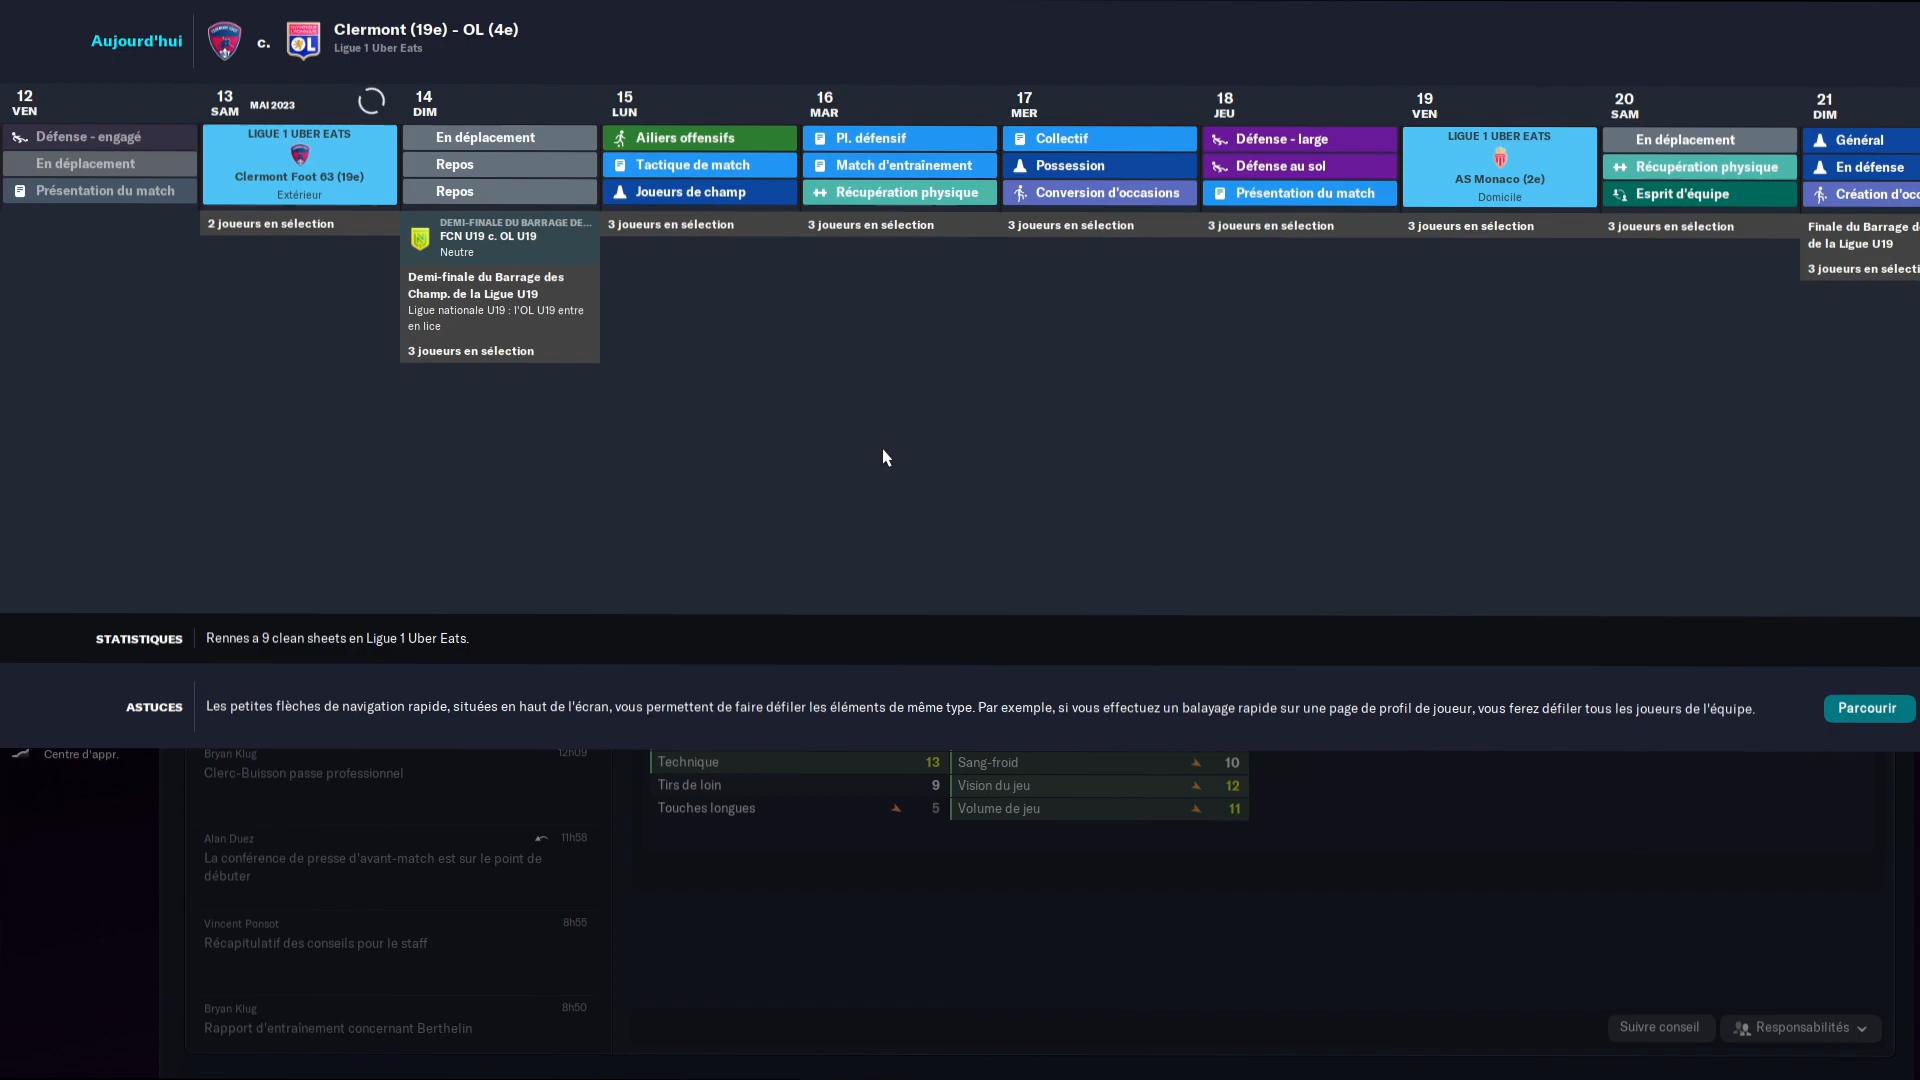 Aujourd'hui
c.
Clermont (19e) - OL (4e)
Ligue 1 Uber Eats
12
VEN
Défense - engagé
En déplacement
Présentation du match
13
SAM
MAI 2023
LIGUE 1 UBER EATS
Clermont Foot 63 (19e)
Extérieur
2 joueurs en sélection
14
DIM
En déplacement
Repos
Repos
DEMI-FINALE DU BARRAGE DE...
FCN U19 c. OL U19
Neutre
Demi-finale du Barrage des
Champ. de la Ligue U19
Ligue nationale U19 : l'OL U19 entre
en lice
3 joueurs en sélection
15
LUN
Ailiers offensifs
Tactique de match
Joueurs de champ
3 joueurs en sélection
16
MAR
Pl. défensif
Match d'entraînement
Récupération physique
3 joueurs en sélection
17
MER
Collectif
Possession
Conversion d'occasions
3 joueurs en sélection
18
JEU
Défense - large
Défense au sol
Présentation du match
3 joueurs en sélection
19
VEN
LIGUE 1 UBER EATS
AS Monaco (2e)
Domicile
3 joueurs en sélection
20
SAM
En déplacement
Récupération physique
Esprit d'équipe
3 joueurs en sélection
21
DIM
Général
En défense
Création d'occ
Finale du Barrage d
de la Ligue U19
3 joueurs en sélecti
STATISTIQUES
Rennes a 9 clean sheets en Ligue 1 Uber Eats.
ASTUCES
Les petites flèches de navigation rapide, situées en haut de l'écran, vous permettent de faire défiler les éléments de même type. Par exemple, si vous effectuez un balayage rapide sur une page de profil de joueur, vous ferez défiler tous les joueurs de l'équipe.
Parcourir
Centre d'appr.
Bryan Klug
12h09
Clerc-Buisson passe professionnel
Alan Duez
11h58
La conférence de presse d'avant-match est sur le point de
débuter
Vincent Ponsot
8h55
Récapitulatif des conseils pour le staff
Bryan Klug
8h50
Rapport d'entraînement concernant Berthelin
Technique 13
Tirs de loin 9
Touches longues 5
Sang-froid 10
Vision du jeu 12
Volume de jeu 11
Suivre conseil
Responsabilités